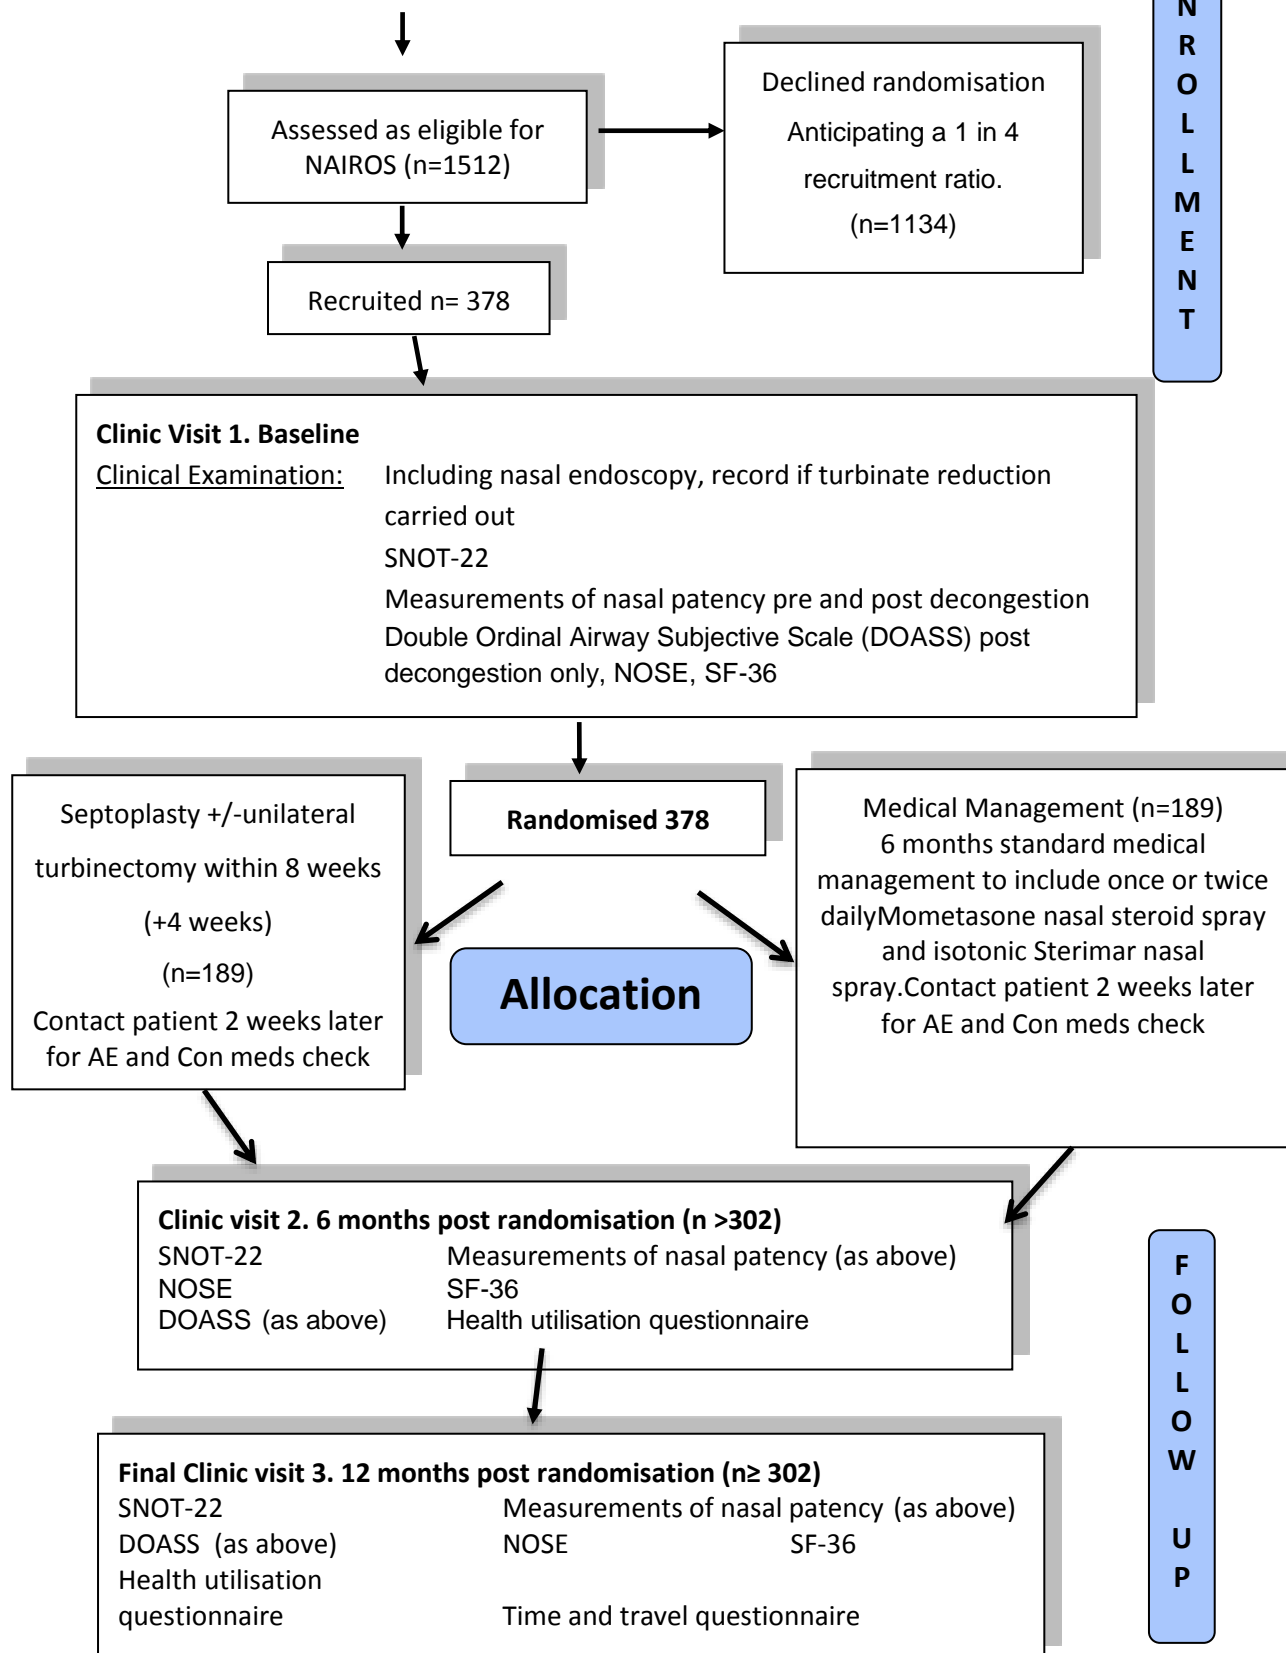 Assessed as eligible for
NAIROS (n=1512)
Declined randomisation
Anticipating a 1 in 4
recruitment ratio.
(n=1134)
N
R
O
L
L
M
E
N
T
Recruited n= 378
Clinic Visit 1. Baseline
Clinical Examination: Including nasal endoscopy, record if turbinate reduction
carried out
SNOT-22
Measurements of nasal patency pre and post decongestion
Double Ordinal Airway Subjective Scale (DOASS) post
decongestion only, NOSE, SF-36
Septoplasty +/-unilateral
turbinectomy within 8 weeks
(+4 weeks)
(n=189)
Contact patient 2 weeks later
for AE and Con meds check
Randomised 378
Allocation
Medical Management (n=189)
6 months standard medical
management to include once or twice
dailyMometasone nasal steroid spray
and isotonic Sterimar nasal
spray.Contact patient 2 weeks later
for AE and Con meds check
Clinic visit 2. 6 months post randomisation (n >302)
SNOT-22 Measurements of nasal patency (as above)
NOSE SF-36
DOASS (as above) Health utilisation questionnaire
Final Clinic visit 3. 12 months post randomisation (n≥ 302)
SNOT-22 Measurements of nasal patency (as above)
DOASS (as above) NOSE SF-36
Health utilisation
questionnaire Time and travel questionnaire
F
O
L
L
O
W
U
P